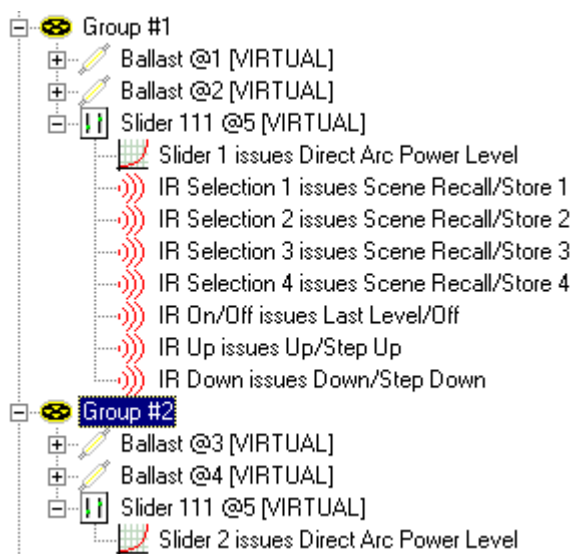 Group #1
Ballast @1 [VIRTUAL]
Ballast @2 [VIRTUAL]
Slider 111 @5 [VIRTUAL]
Slider 1 issues Direct Arc Power Level
IR Selection 1 issues Scene Recall/Store 1
IR Selection 2 issues Scene Recall/Store 2
IR Selection 3 issues Scene Recall/Store 3
IR Selection 4 issues Scene Recall/Store 4
IR On/Off issues Last Level/Off
IR Up issues Up/Step Up
IR Down issues Down/Step Down
Group #2
Ballast @3 [VIRTUAL]
Ballast @4 [VIRTUAL]
Slider 111 @5 [VIRTUAL]
Slider 2 issues Direct Arc Power Level